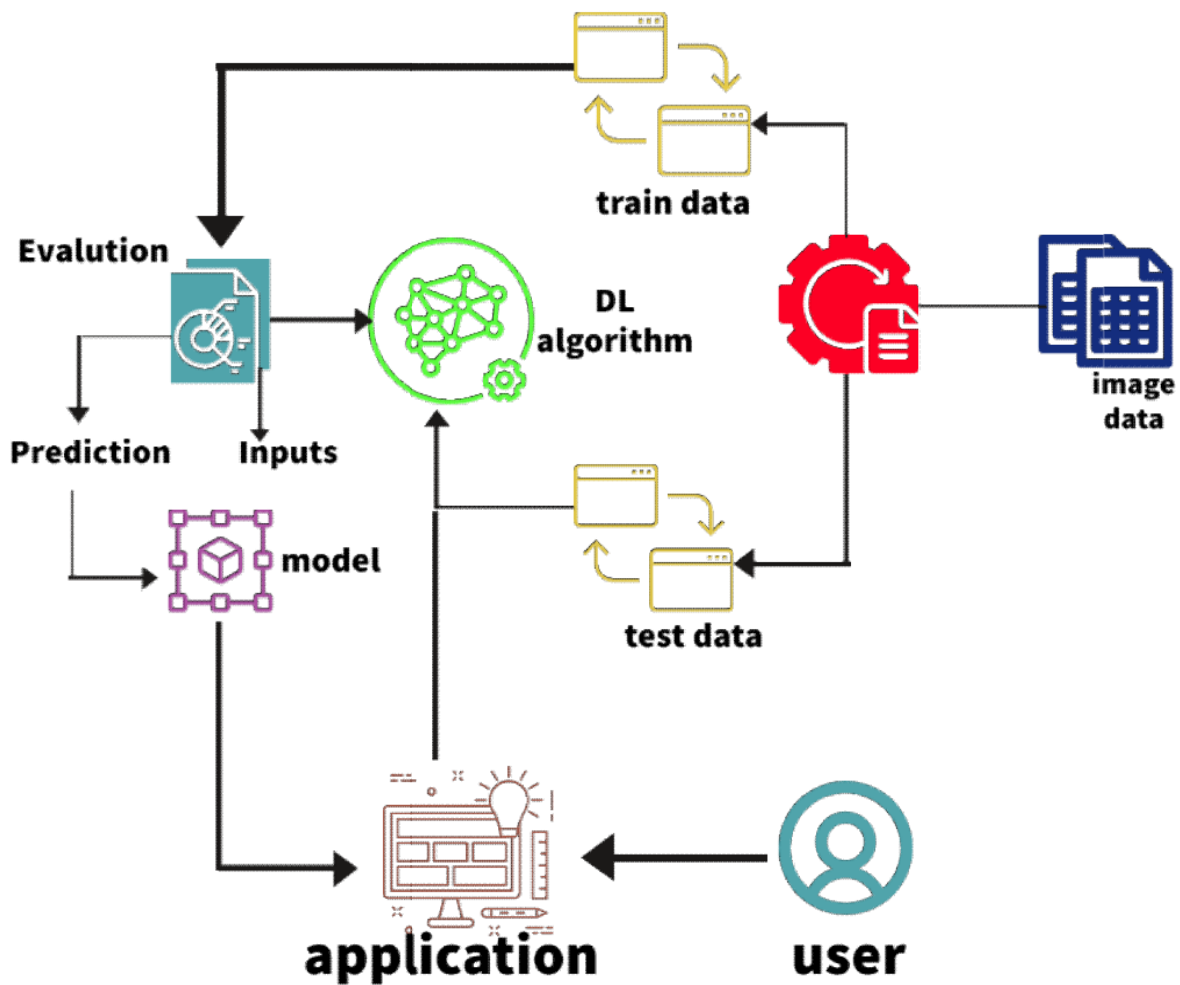 train data
Evalution
DL
algorithm
image
data
Prediction
Inputs
model
test data
application
user